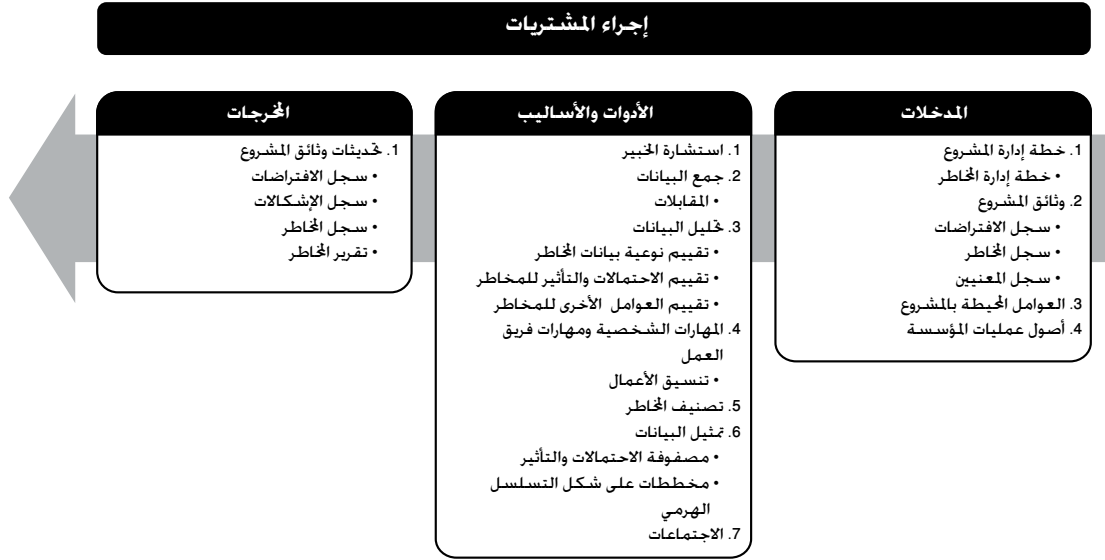 إجراء المشتريات
المدخلات
1. خطة إدارة المشروع
• خطة إدارة المخاطر
2. وثائق المشروع
• سجل الافتراضات
• سجل المخاطر
• سجل المعنيين
3. العوامل المحيطة بالمشروع
4. أصول عمليات المؤسسة
الأدوات والأساليب
1. استشارة الخبير
2. جمع البيانات
• المقابلات
3. تحليل البيانات
• تقييم نوعية بيانات المخاطر
• تقييم الاحتمالات والتأثير للمخاطر
• تقييم العوامل الأخرى للمخاطر
4. المهارات الشخصية ومهارات فريق
العمل
• تنسيق الأعمال
5. تصنيف المخاطر
6. تمثيل البيانات
• مصفوفة الاحتمالات والتأثير
• مخططات على شكل التسلسل
الهرمي
7. الاجتماعات
المخرجات
1. تحديثات وثائق المشروع
• سجل الافتراضات
• سجل الإشكالات
• سجل المخاطر
• تقرير المخاطر